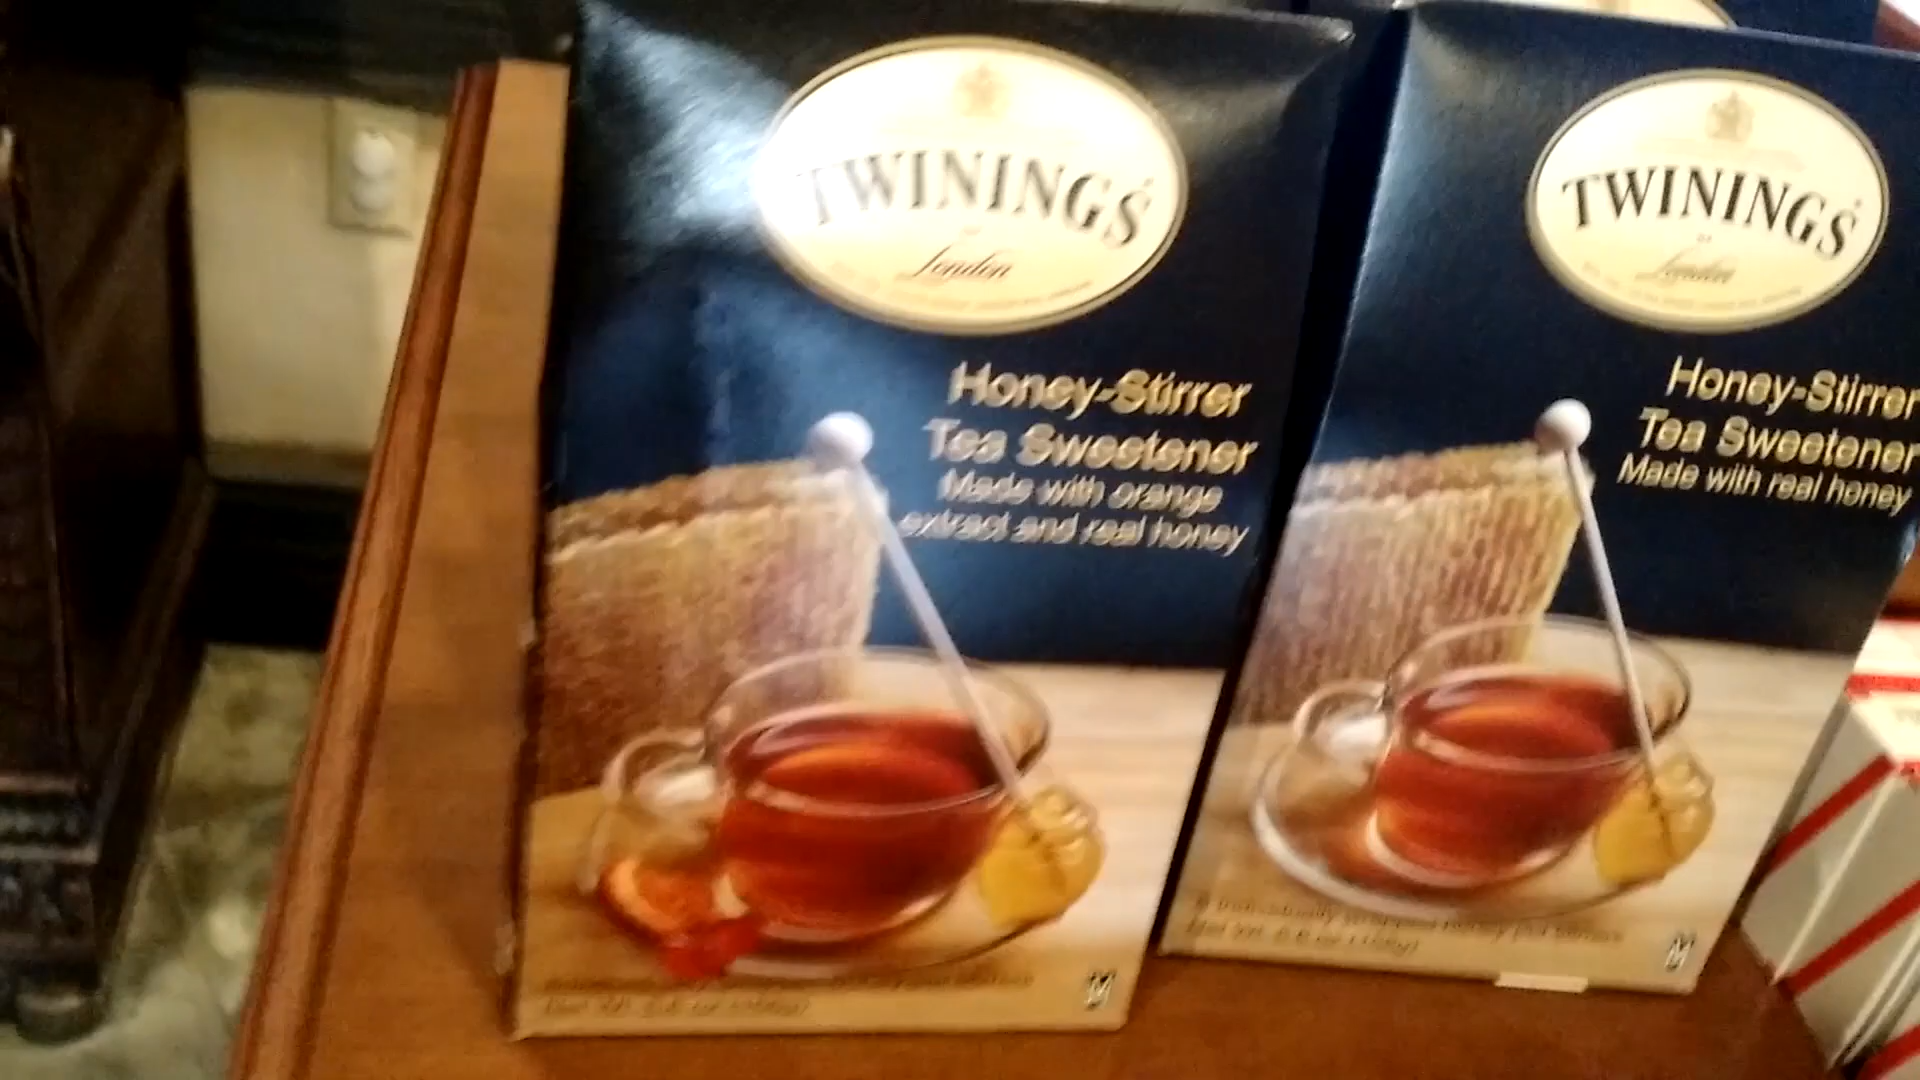 TWININGS
London
Honey-Stirrer
Tea Sweetener
Made with orange
extract and real honey
TWININGS
London
Honey-Stirrer
Tea Sweetener
Made with real honey